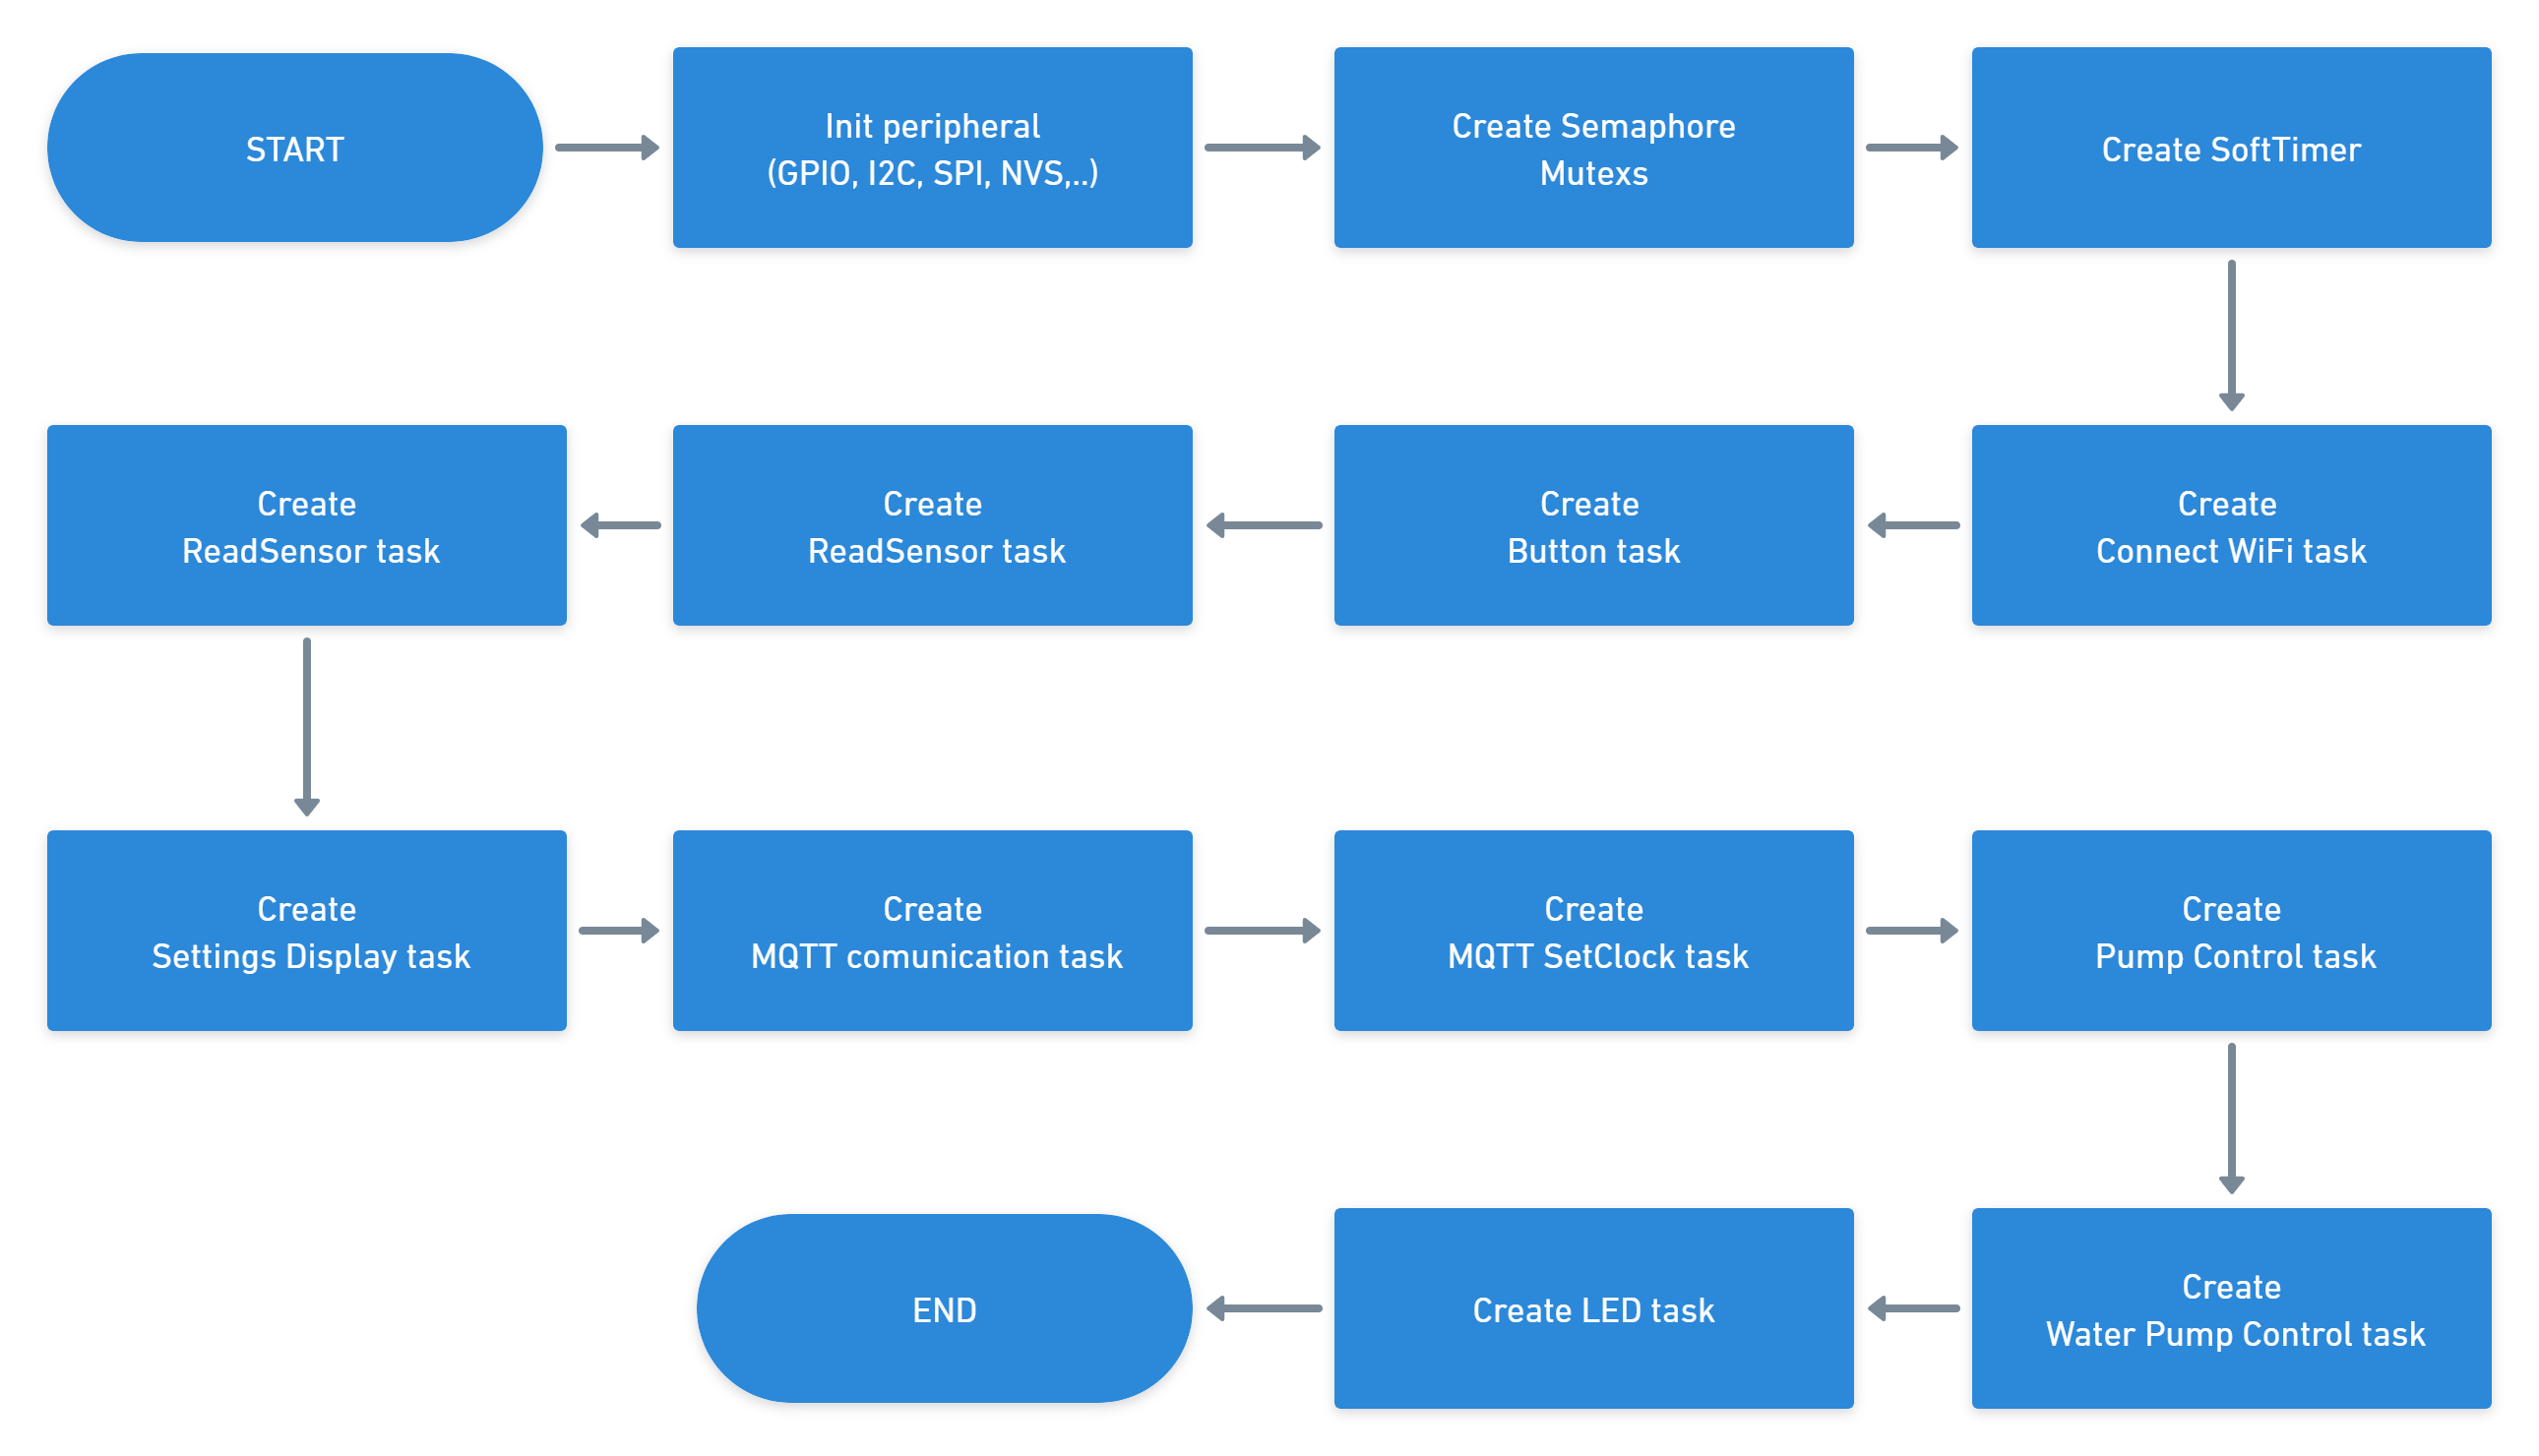 START
Init peripheral
(GPIO, I2C, SPI, NVS,..)
Create Semaphore
Mutexs
Create SoftTimer
Create
Connect WiFi task
Create
Button task
Create
ReadSensor task
Create
ReadSensor task
Create
Settings Display task
Create
MQTT comunication task
Create
MQTT SetClock task
Create
Pump Control task
Create
Water Pump Control task
Create LED task
END